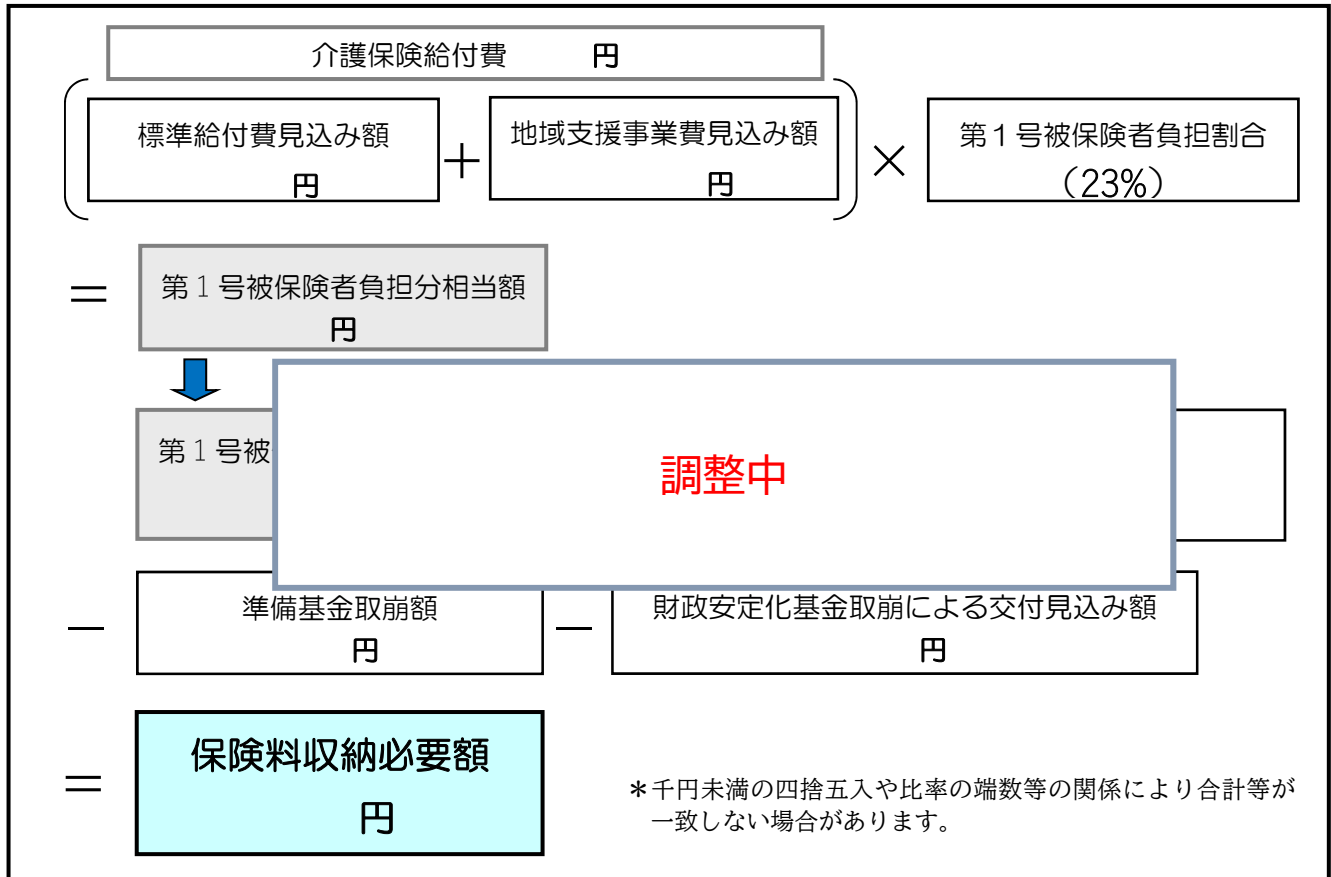 介護保険給付費 円
標準給付費見込み額
円
＋
地域支援事業費見込み額
円
×
第１号被保険者負担割合
（23%）
＝
第１号被保険者負担分相当額
円
第１号被
調整中
－
準備基金取崩額
円
－
財政安定化基金取崩による交付見込み額
円
＝
保険料収納必要額
円
＊千円未満の四捨五入や比率の端数等の関係により合計等が
一致しない場合があります。